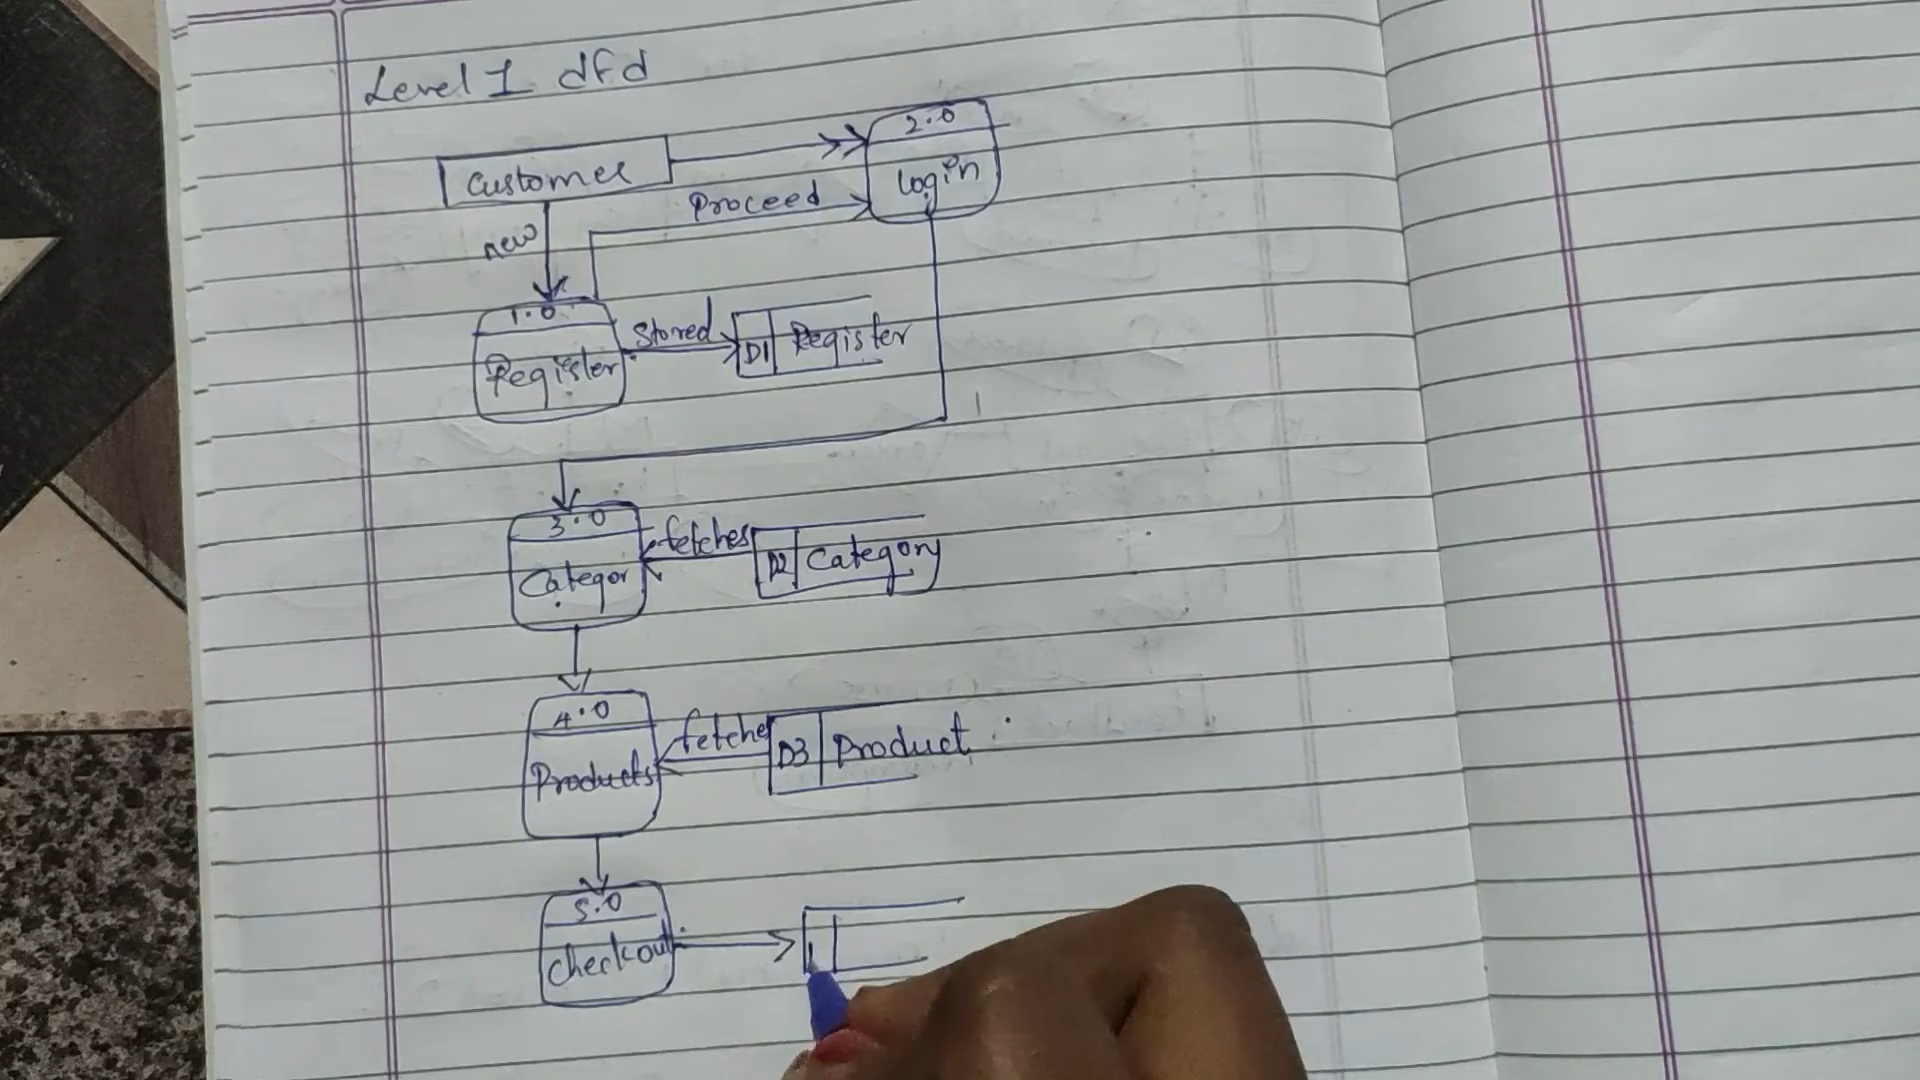 Level 1 dfd
2.0
Customer
Login
Proceed
new
1.0
Stored
D1 Register
Register
3.0
fetches
D2 Category
Categor
4.0
fetche
D3 Product
Products
5.0
Checkout